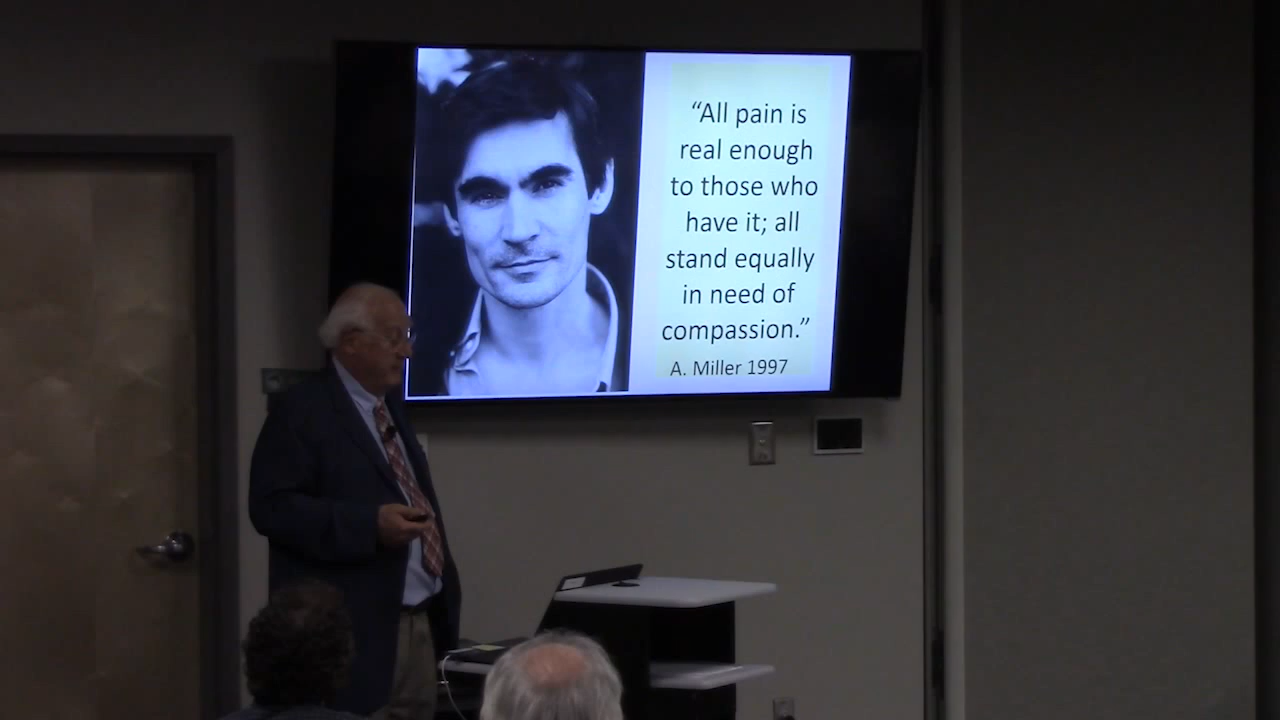 “All pain is
real enough
to those who
have it; all
stand equally
in need of
compassion.”
A. Miller 1997